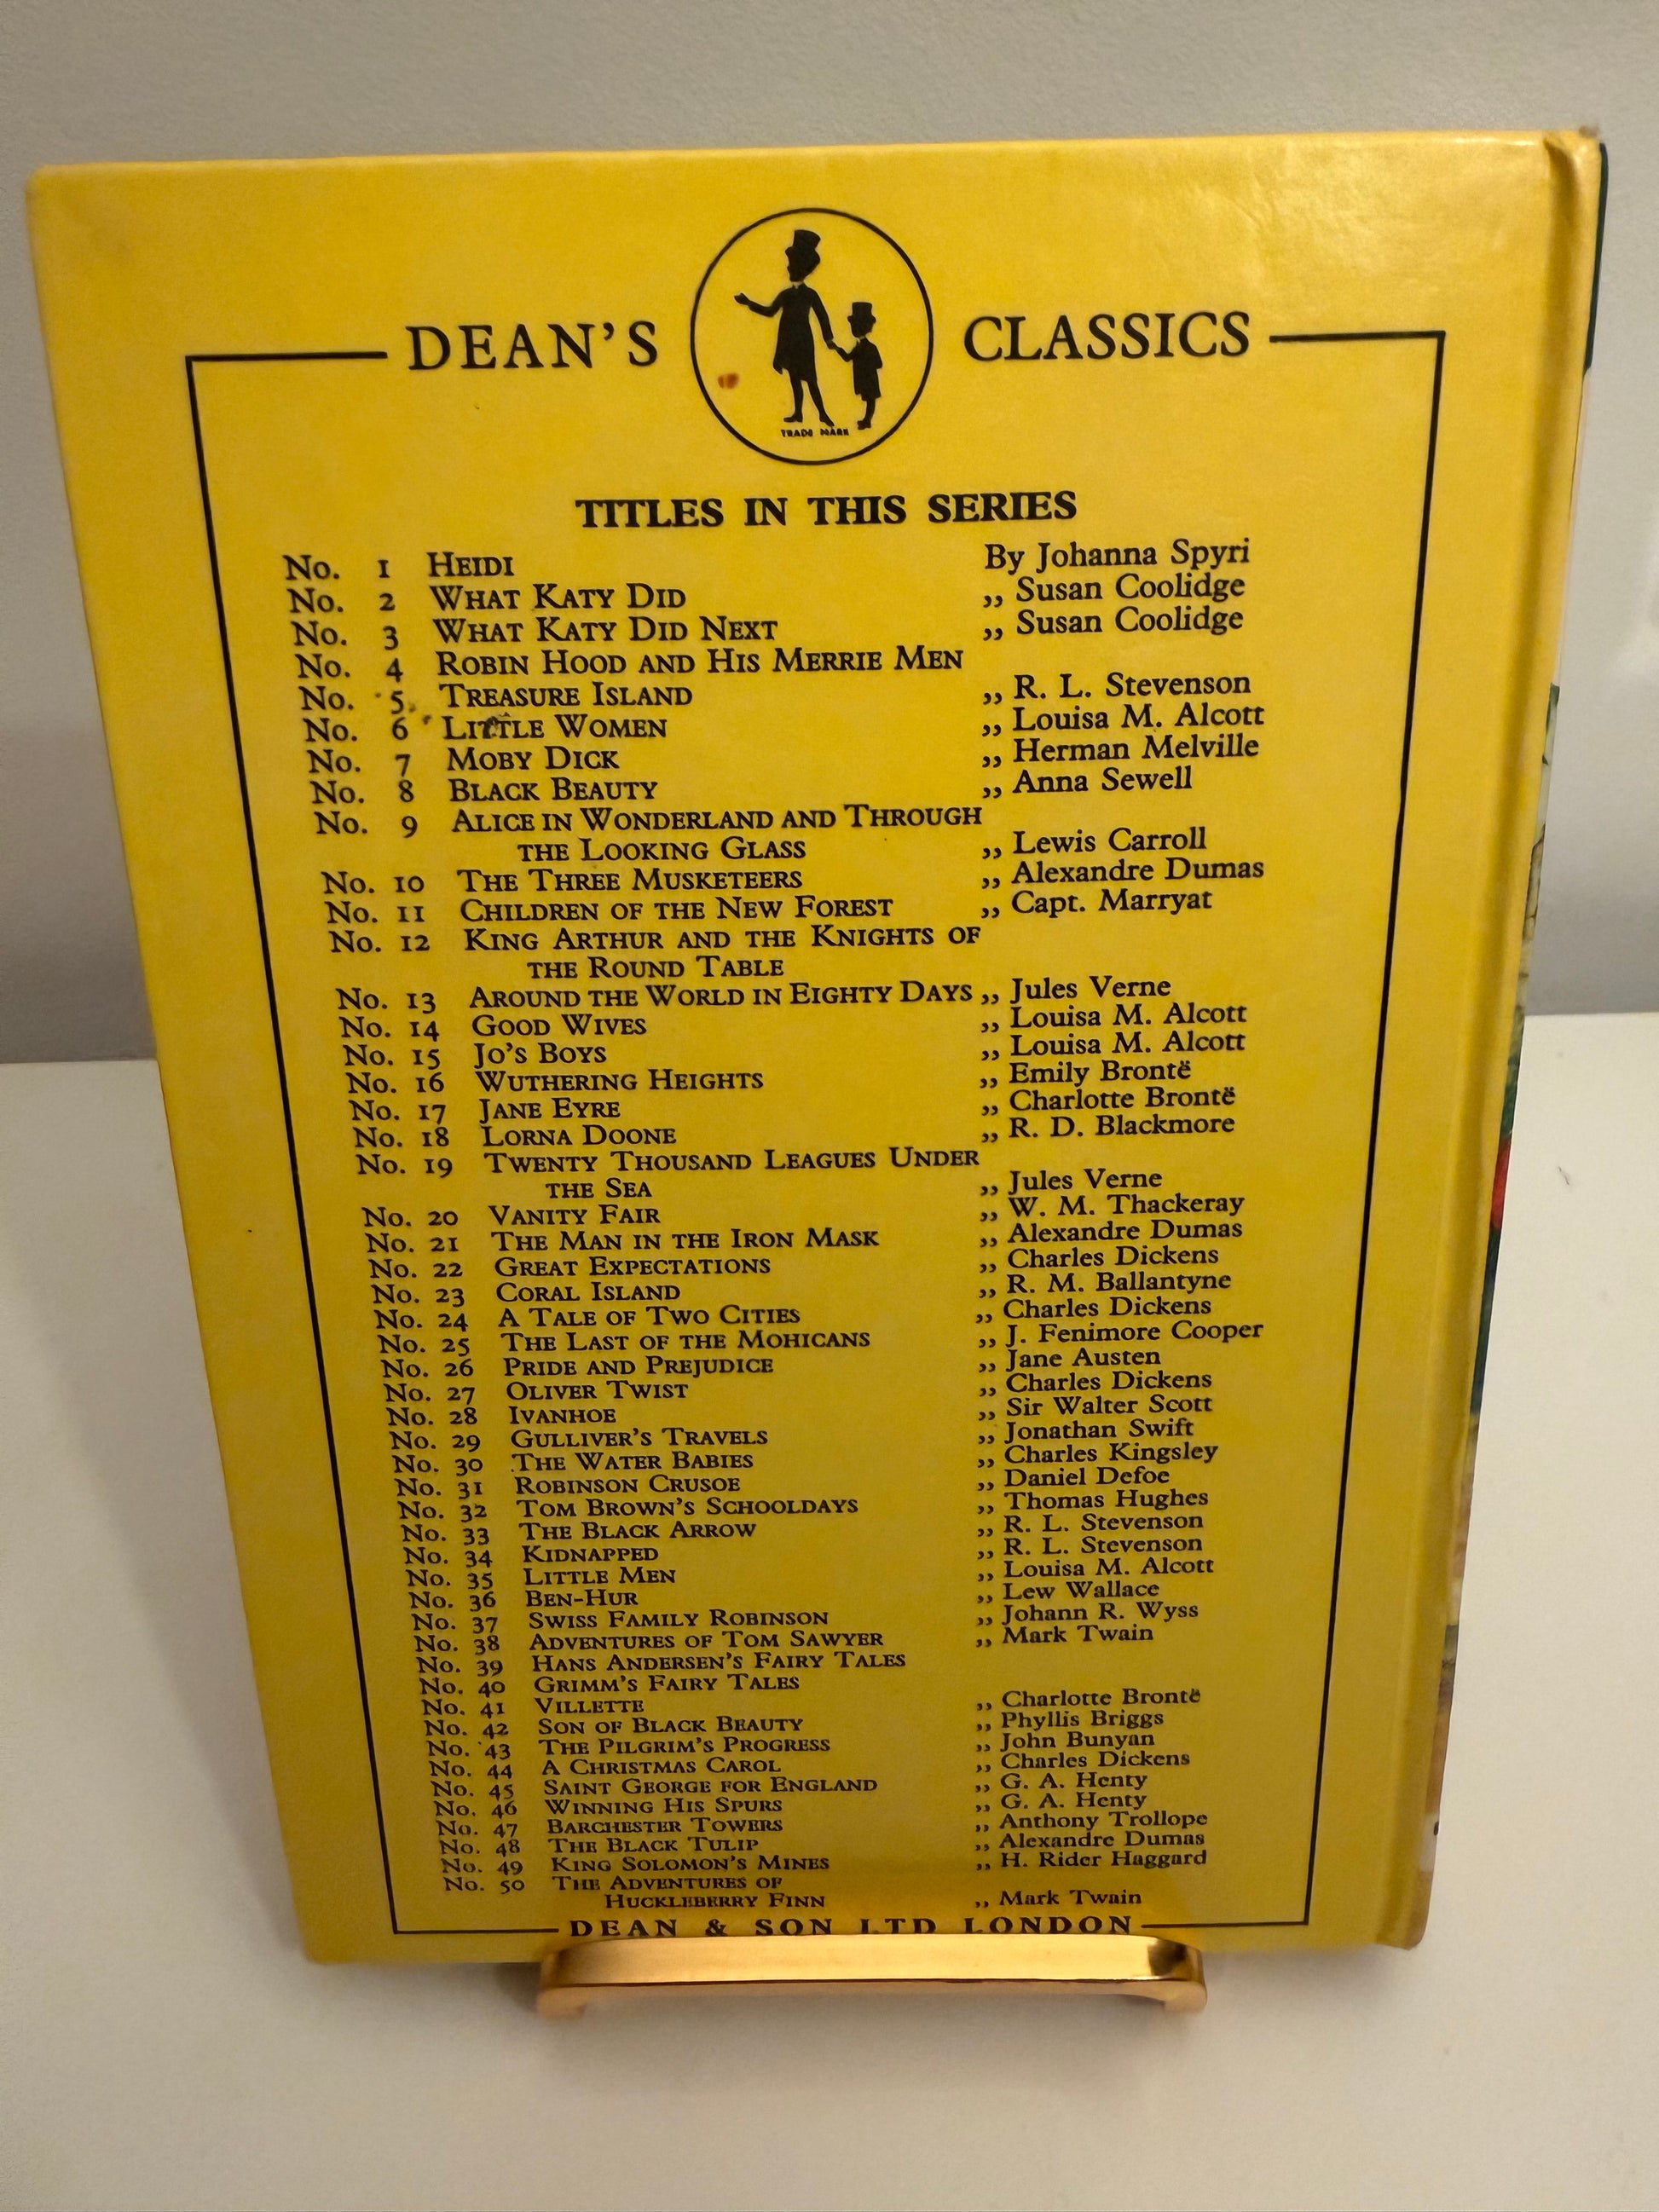 DEAN'S CLASSICS
TRADE MARK
TITLES IN THIS SERIES
No. 1 HEIDI By Johanna Spyri
No. 2 WHAT KATY DID ,, Susan Coolidge
No. 3 WHAT KATY DID NEXT ,, Susan Coolidge
No. 4 ROBIN HOOD AND HIS MERRIE MEN
No. 5 TREASURE ISLAND ,, R. L. Stevenson
No. 6 LITTLE WOMEN ,, Louisa M. Alcott
No. 7 MOBY DICK ,, Herman Melville
No. 8 BLACK BEAUTY ,, Anna Sewell
No. 9 ALICE IN WONDERLAND AND THROUGH
THE LOOKING GLASS ,, Lewis Carroll
No. 10 THE THREE MUSKETEERS ,, Alexandre Dumas
No. 11 CHILDREN OF THE NEW FOREST ,, Capt. Marryat
No. 12 KING ARTHUR AND THE KNIGHTS OF
THE ROUND TABLE
No. 13 AROUND THE WORLD IN EIGHTY DAYS ,, Jules Verne
No. 14 GOOD WIVES ,, Louisa M. Alcott
No. 15 JO'S BOYS ,, Louisa M. Alcott
No. 16 WUTHERING HEIGHTS ,, Emily Brontë
No. 17 JANE EYRE ,, Charlotte Brontë
No. 18 LORNA DOONE ,, R. D. Blackmore
No. 19 TWENTY THOUSAND LEAGUES UNDER
THE SEA ,, Jules Verne
No. 20 VANITY FAIR ,, W. M. Thackeray
No. 21 THE MAN IN THE IRON MASK ,, Alexandre Dumas
No. 22 GREAT EXPECTATIONS ,, Charles Dickens
No. 23 CORAL ISLAND ,, R. M. Ballantyne
No. 24 A TALE OF TWO CITIES ,, Charles Dickens
No. 25 THE LAST OF THE MOHICANS ,, J. Fenimore Cooper
No. 26 PRIDE AND PREJUDICE ,, Jane Austen
No. 27 OLIVER TWIST ,, Charles Dickens
No. 28 IVANHOE ,, Sir Walter Scott
No. 29 GULLIVER'S TRAVELS ,, Jonathan Swift
No. 30 THE WATER BABIES ,, Charles Kingsley
No. 31 ROBINSON CRUSOE ,, Daniel Defoe
No. 32 TOM BROWN'S SCHOOLDAYS ,, Thomas Hughes
No. 33 THE BLACK ARROW ,, R. L. Stevenson
No. 34 KIDNAPPED ,, R. L. Stevenson
No. 35 LITTLE MEN ,, Louisa M. Alcott
No. 36 BEN-HUR ,, Lew Wallace
No. 37 SWISS FAMILY ROBINSON ,, Johann R. Wyss
No. 38 ADVENTURES OF TOM SAWYER ,, Mark Twain
No. 39 HANS ANDERSEN'S FAIRY TALES
No. 40 GRIMM'S FAIRY TALES
No. 41 VILLETTE ,, Charlotte Brontë
No. 42 SON OF BLACK BEAUTY ,, Phyllis Briggs
No. 43 THE PILGRIM'S PROGRESS ,, John Bunyan
No. 44 A CHRISTMAS CAROL ,, Charles Dickens
No. 45 SAINT GEORGE FOR ENGLAND ,, G. A. Henty
No. 46 WINNING HIS SPURS ,, G. A. Henty
No. 47 BARCHESTER TOWERS ,, Anthony Trollope
No. 48 THE BLACK TULIP ,, Alexandre Dumas
No. 49 KING SOLOMON'S MINES ,, H. Rider Haggard
No. 50 THE ADVENTURES OF
HUCKLEBERRY FINN ,, Mark Twain
DEAN & SON LTD LONDON